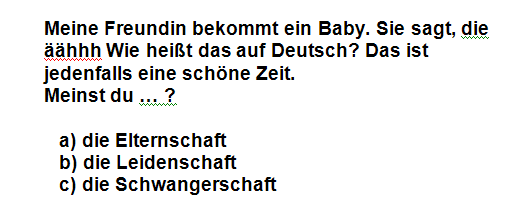 Meine Freundin bekommt ein Baby. Sie sagt, die
äähhh Wie heißt das auf Deutsch? Das ist
jedenfalls eine schöne Zeit.
Meinst du ... ?
a) die Elternschaft
b) die Leidenschaft
c) die Schwangerschaft